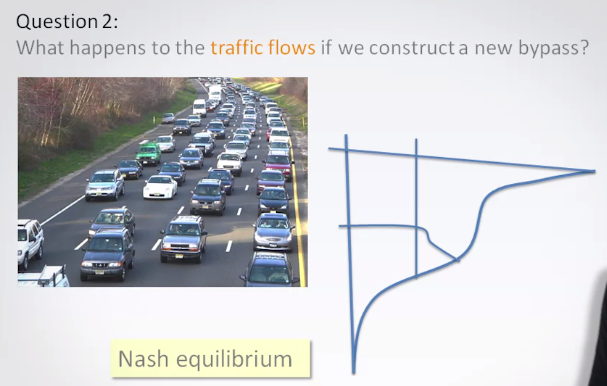 Question 2:
What happens to the traffic flows if we construct a new bypass?
Nash equilibrium